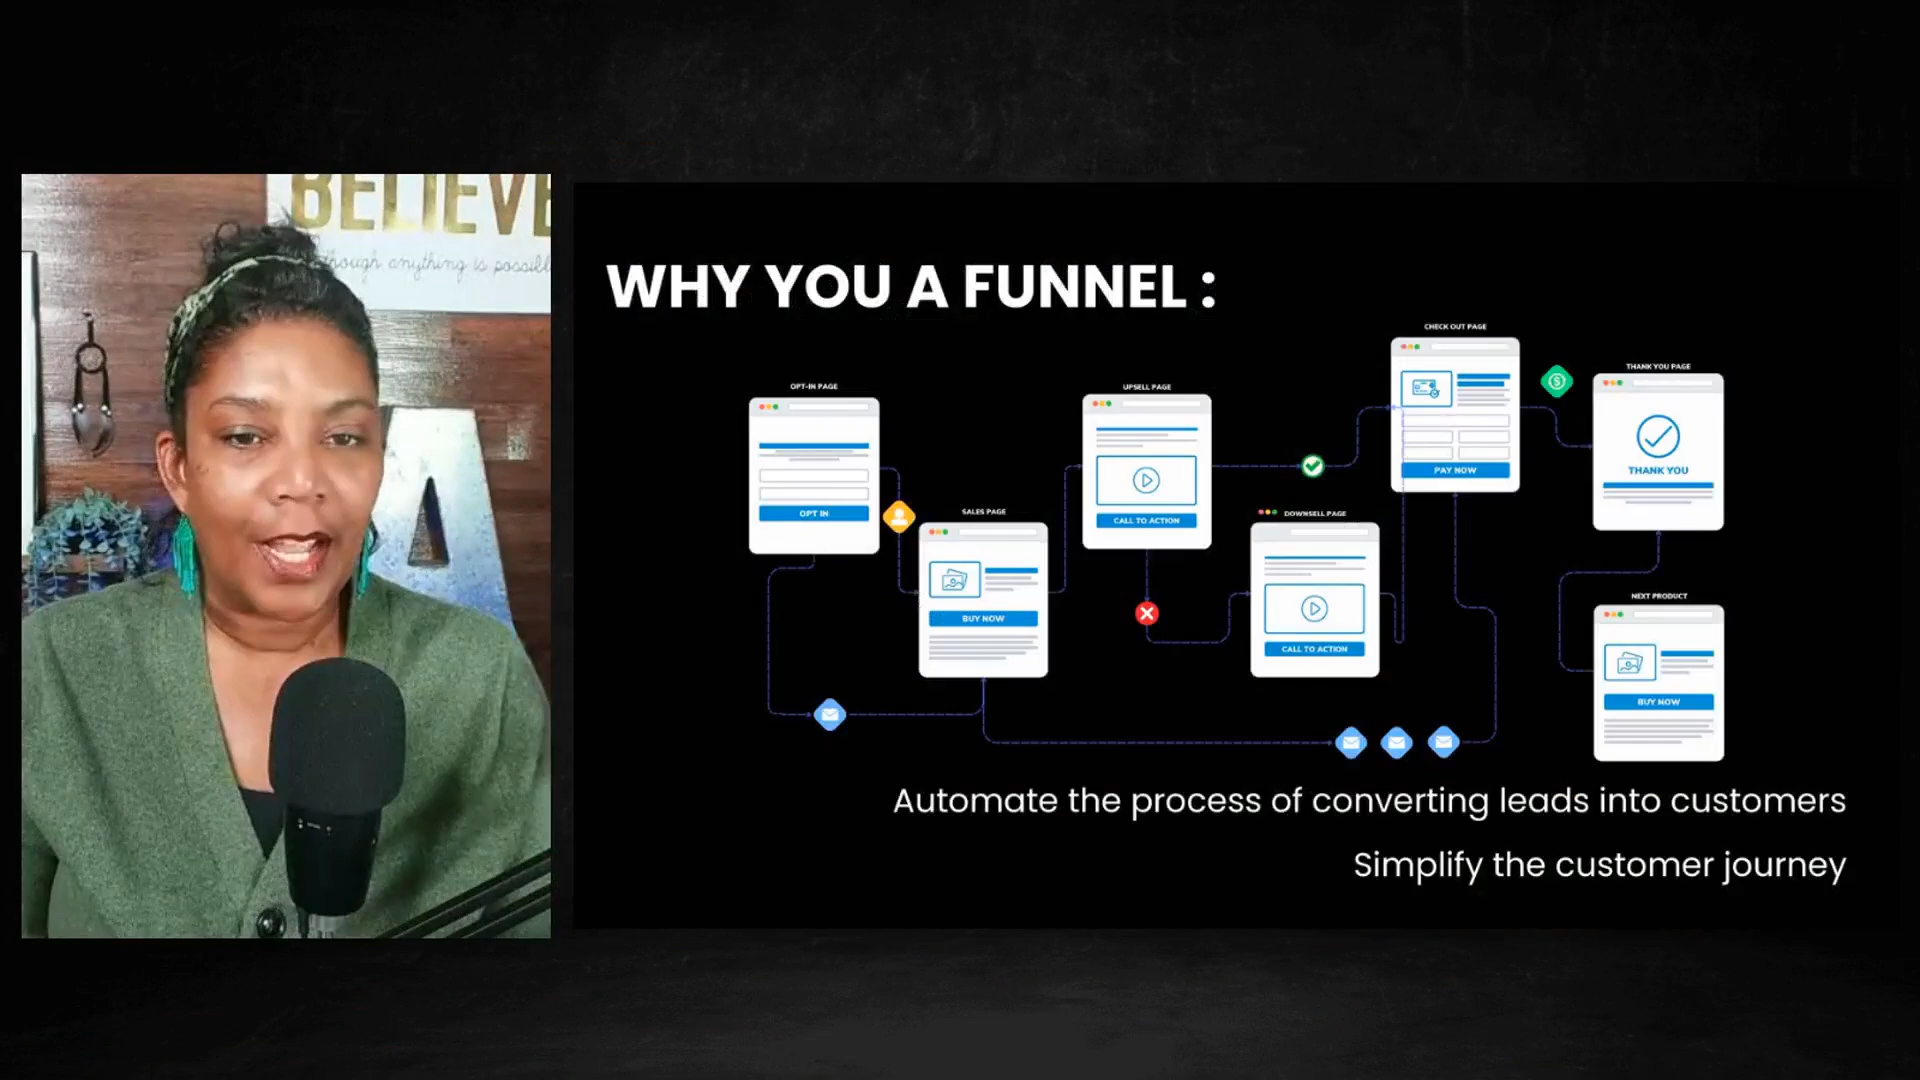 BELIEVE
though anything is possibl
A
WHY YOU A FUNNEL :
CHECK OUT PAGE
THANK YOU PAGE
OPT-IN PAGE
UPSELL PAGE
PAY NOW
THANK YOU
OPT IN
SALES PAGE
DOWNSELL PAGE
CALL TO ACTION
BUY NOW
CALL TO ACTION
NEXT PRODUCT
BUY NOW
Automate the process of converting leads into customers
Simplify the customer journey